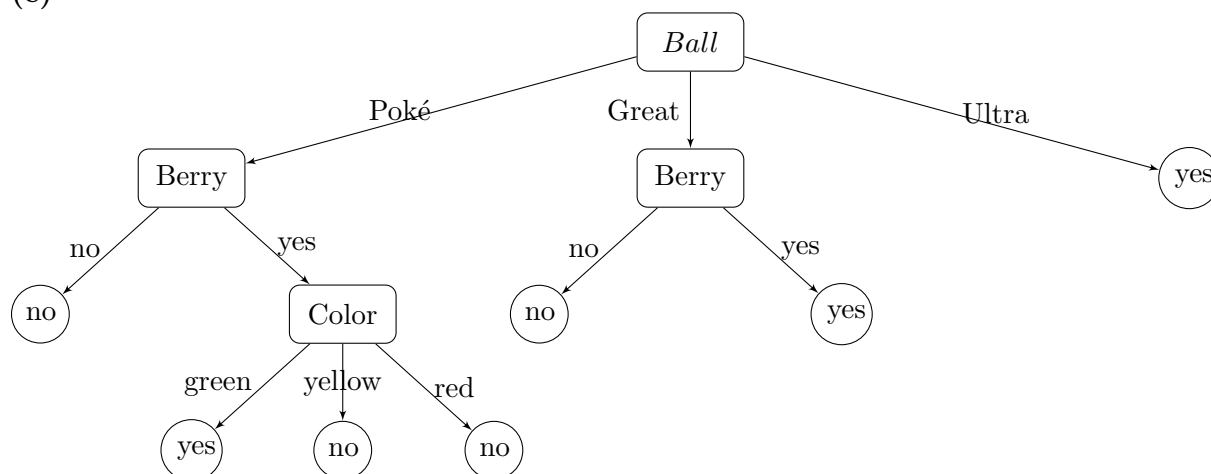 Ball
Poké Great Ultra
Berry Berry yes
no yes no yes
no Color no yes
green yellow red
yes no no